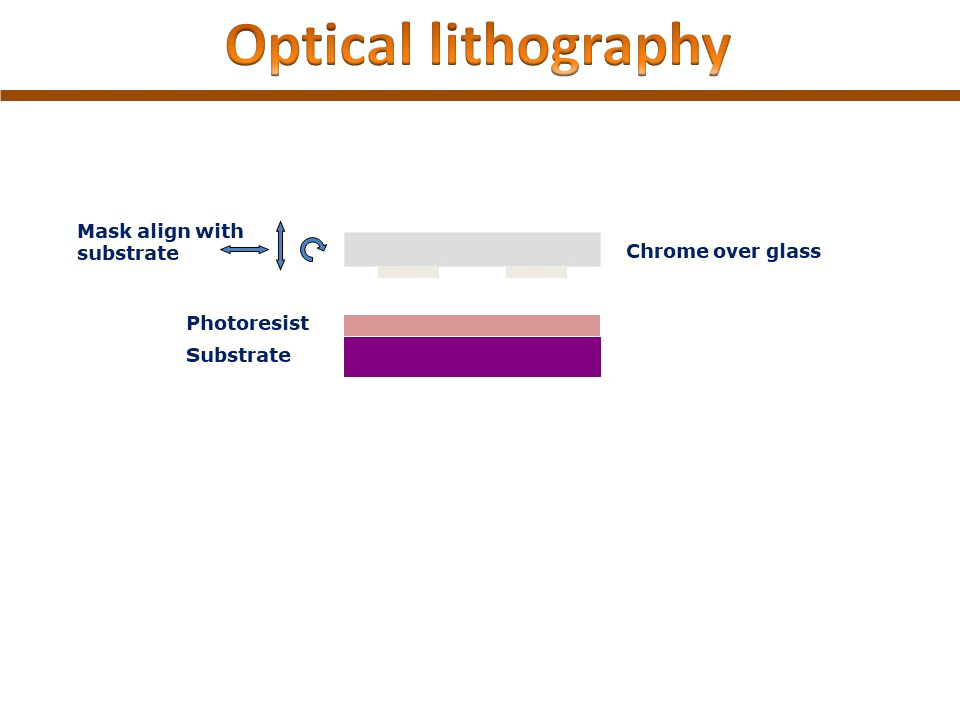 Optical lithography
Mask align with
substrate
Chrome over glass
Photoresist
Substrate